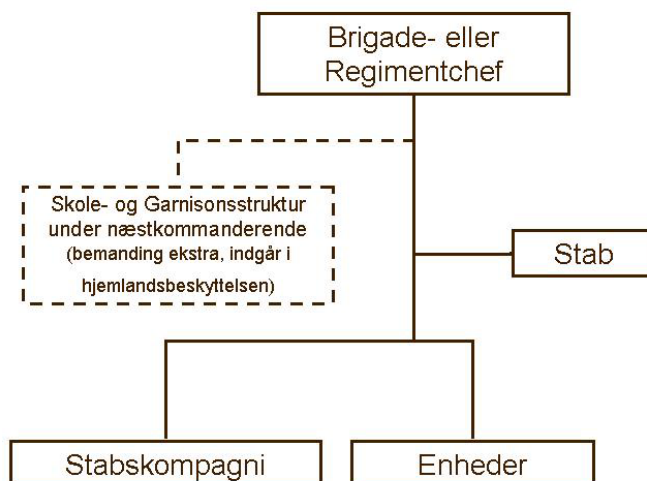 Brigade- eller
Regimentchef
Skole- og Garnisonsstruktur
under næstkommanderende
(bemanding ekstra, indgår i
hjemlandsbeskyttelsen)
Stab
Stabskompagni
Enheder